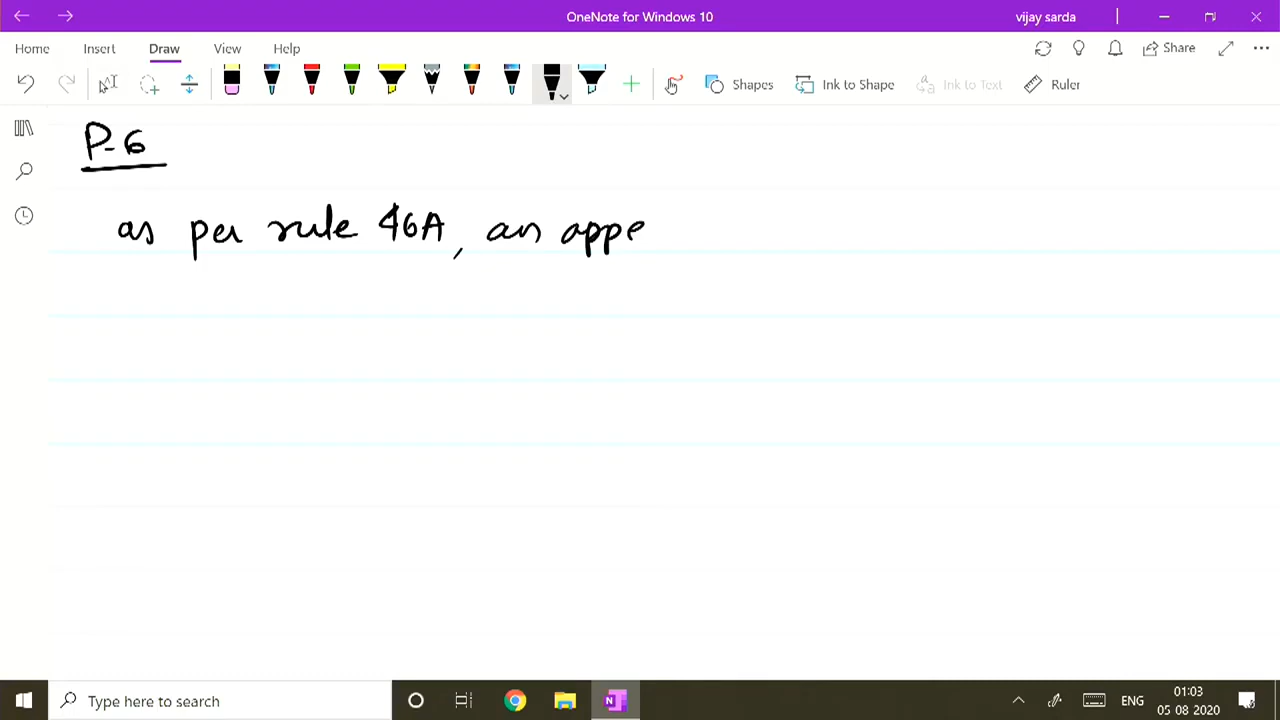 OneNote for Windows 10
vijay sarda
Home Insert Draw View Help
Share
Shapes Ink to Shape Ink to Text Ruler
P-6
as per rule 46A, an appe
Type here to search
ENG
01:03
05-08-2020